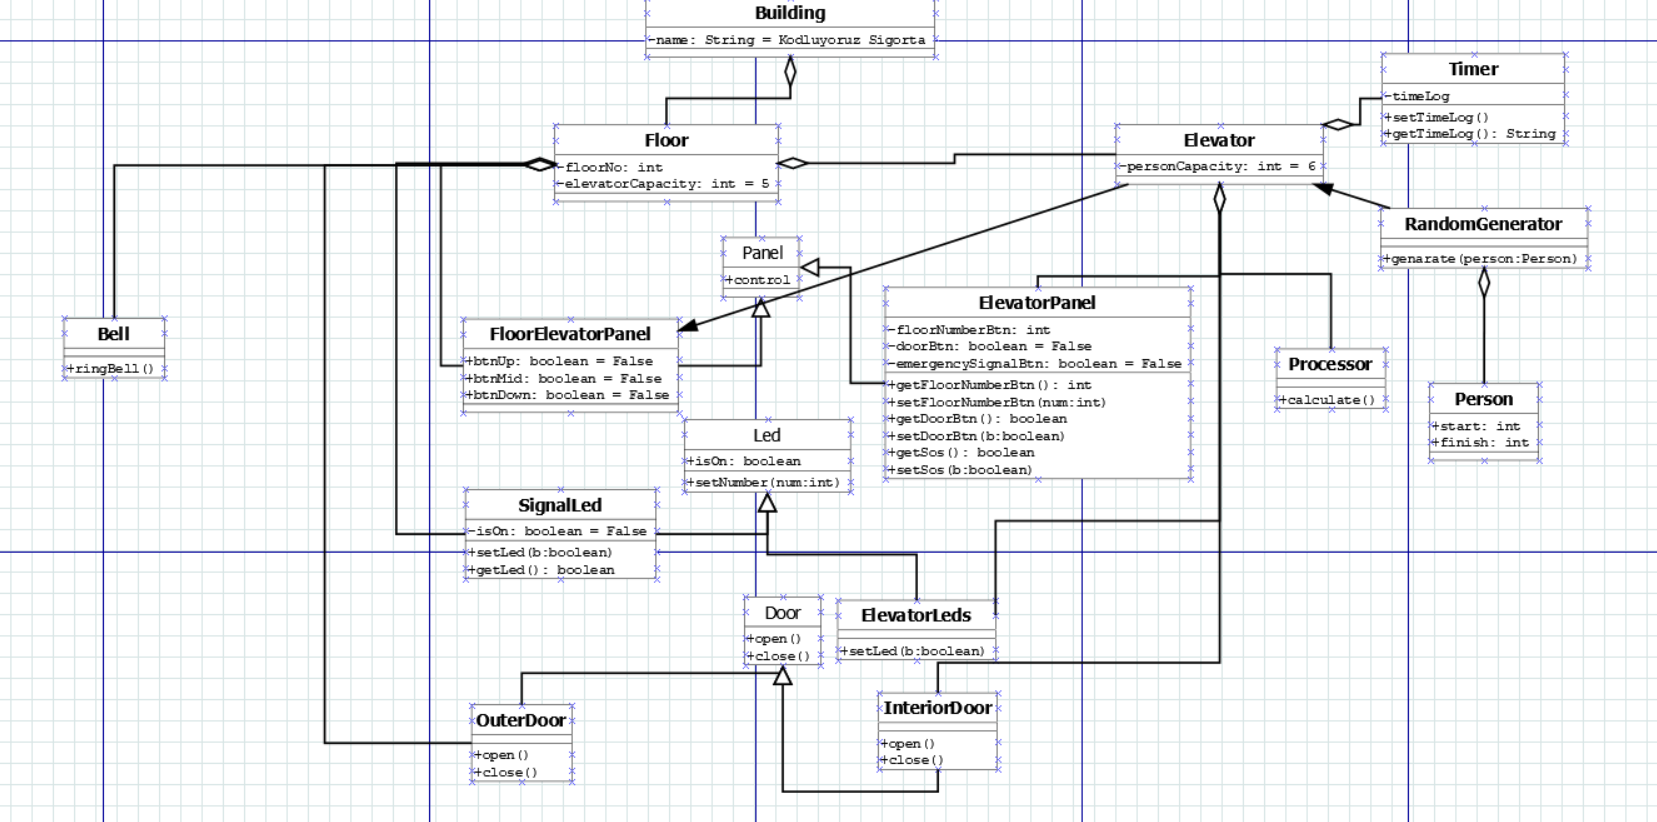 Building
-name: String = Kodluyoruz Sigorta
Timer
-timeLog
+setTimeLog()
+getTimeLog(): String
Floor
-floorNo: int
-elevatorCapacity: int = 5
Elevator
-personCapacity: int = 6
RandomGenerator
+genarate(person:Person)
Panel
+control
Bell
+ringBell()
FloorElevatorPanel
+btnUp: boolean = False
+btnMid: boolean = False
+btnDown: boolean = False
ElevatorPanel
-floorNumberBtn: int
-doorBtn: boolean = False
-emergencySignalBtn: boolean = False
+getFloorNumberBtn(): int
+setFloorNumberBtn(num:int)
+getDoorBtn(): boolean
+setDoorBtn(b:boolean)
+getSos(): boolean
+setSos(b:boolean)
Processor
+calculate()
Person
+start: int
+finish: int
Led
+isOn: boolean
+setNumber(num:int)
SignalLed
-isOn: boolean = False
+setLed(b:boolean)
+getLed(): boolean
Door
+open()
+close()
ElevatorLeds
+setLed(b:boolean)
OuterDoor
+open()
+close()
InteriorDoor
+open()
+close()